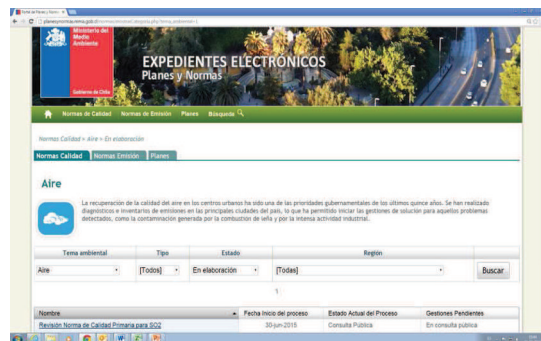 Ministerio del
Medio
Ambiente
Gobierno de Chile
EXPEDIENTES ELECTRÓNICOS
Planes y Normas
Normas de Calidad Normas de Emisión Planes Búsqueda
Normas Calidad > Aire > En elaboración
Normas Calidad Normas Emisión Planes
Aire
La recuperación de la calidad del aire en los centros urbanos ha sido una de las prioridades gubernamentales de los últimos quince años. Se han realizado
diagnósticos e inventarios de emisiones en las principales ciudades del país, lo que ha permitido iniciar las gestiones de solución para aquellos problemas
detectados, como la contaminación generada por la combustión de leña y por la intensa actividad industrial.
Tema ambiental Tipo Estado Región
Aire [Todos] En elaboración [Todas] Buscar
1
Nombre Fecha Inicio del proceso Estado Actual del Proceso Gestiones Pendientes
Revisión Norma de Calidad Primaria para SO2 30-jun-2015 Consulta Pública En consulta pública